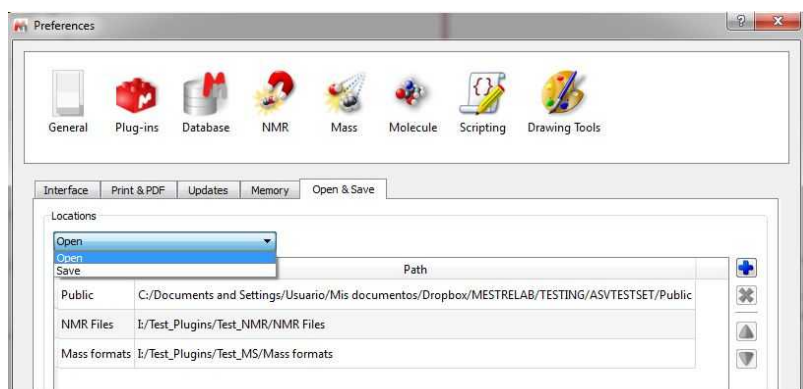 Preferences
General Plug-ins Database NMR Mass Molecule Scripting Drawing Tools
Interface Print & PDF Updates Memory Open & Save
Locations
Open
Open
Save
Path
Public C:/Documents and Settings/Usuario/Mis documentos/Dropbox/MESTRELAB/TESTING/ASVTESTSET/Public
NMR Files I:/Test_Plugins/Test_NMR/NMR Files
Mass formats I:/Test_Plugins/Test_MS/Mass formats